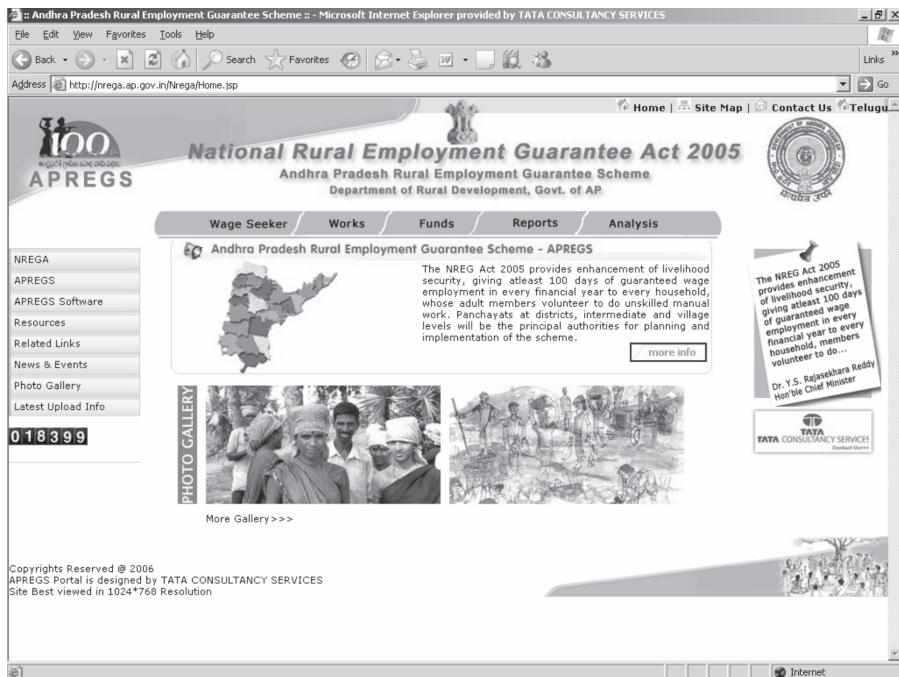 :: Andhra Pradesh Rural Employment Guarantee Scheme :: - Microsoft Internet Explorer provided by TATA CONSULTANCY SERVICES
File Edit View Favorites Tools Help
Back Search Favorites Links »
Address http://nrega.ap.gov.in/Nrega/Home.jsp Go
Home | Site Map | Contact Us Telugu
100
APREGS
National Rural Employment Guarantee Act 2005
Andhra Pradesh Rural Employment Guarantee Scheme
Department of Rural Development, Govt. of AP
Wage Seeker Works Funds Reports Analysis
NREGA
APREGS
APREGS Software
Resources
Related Links
News & Events
Photo Gallery
Latest Upload Info
018399
Andhra Pradesh Rural Employment Guarantee Scheme - APREGS
The NREG Act 2005 provides enhancement of livelihood
security, giving atleast 100 days of guaranteed wage
employment in every financial year to every household,
whose adult members volunteer to do unskilled manual
work. Panchayats at districts, intermediate and village
levels will be the principal authorities for planning and
implementation of the scheme.
more info
The NREG Act 2005
provides enhancement
of livelihood security,
giving atleast 100 days
of guaranteed wage
employment in every
financial year to every
household, members
volunteer to do...
Dr. Y.S. Rajasekhara Reddy
Hon'ble Chief Minister
TATA
TATA CONSULTANCY SERVICES
Contact Us>>>
PHOTO GALLERY
More Gallery>>>
Copyrights Reserved @ 2006
APREGS Portal is designed by TATA CONSULTANCY SERVICES
Site Best viewed in 1024*768 Resolution
Internet